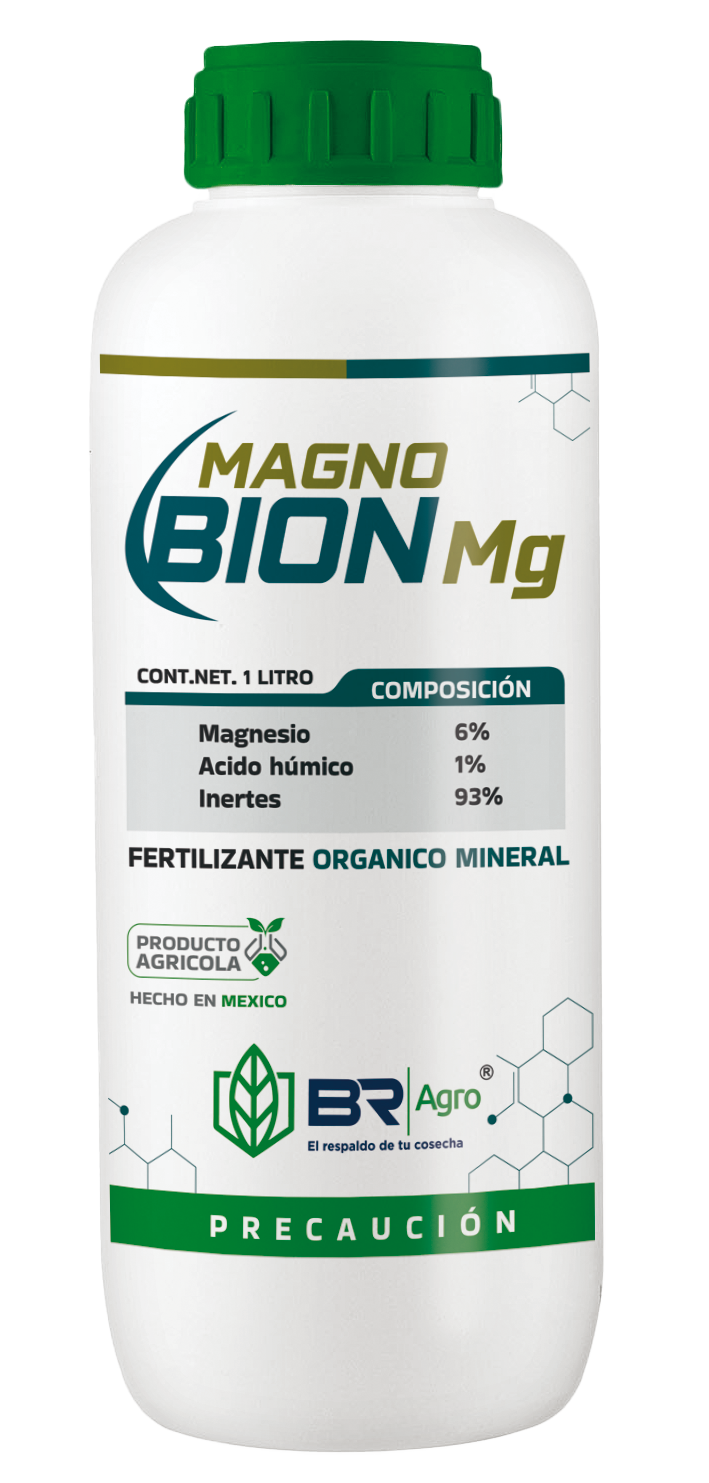 MAGNO
BION Mg
CONT.NET. 1 LITRO
COMPOSICIÓN
Magnesio 6%
Acido húmico 1%
Inertes 93%
FERTILIZANTE ORGANICO MINERAL
PRODUCTO
AGRICOLA
HECHO EN MEXICO
BR Agro ®
El respaldo de tu cosecha
PRECAUCIÓN